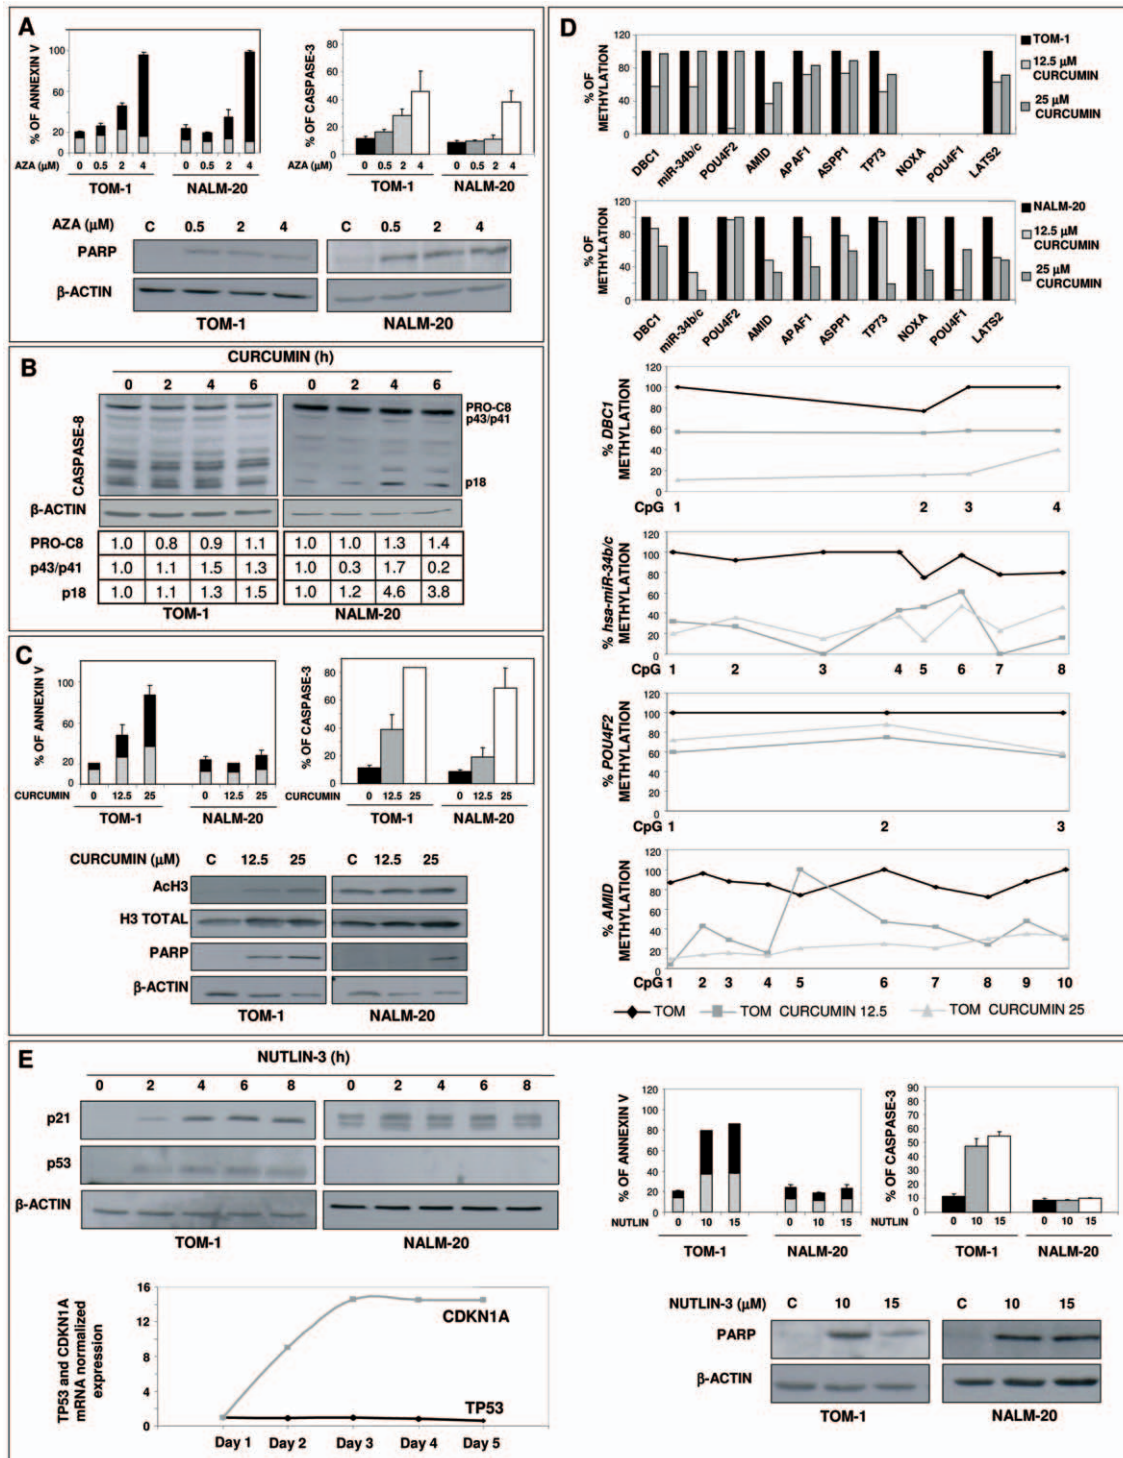 A
% OF ANNEXIN V
100
60
20
0
AZA (μM) 0 0.5 2 4 0 0.5 2 4
TOM-1 NALM-20
% OF CASPASE-3
80
60
40
20
0
AZA (μM) 0 0.5 2 4 0 0.5 2 4
TOM-1 NALM-20
AZA (μM) C 0.5 2 4 C 0.5 2 4
PARP
β-ACTIN
TOM-1 NALM-20
B
CURCUMIN (h)
0 2 4 6 0 2 4 6
CASPASE-8
PRO-C8
p43/p41
p18
β-ACTIN
PRO-C8 1.0 0.8 0.9 1.1 1.0 1.0 1.3 1.4
p43/p41 1.0 1.1 1.5 1.3 1.0 0.3 1.7 0.2
p18 1.0 1.1 1.3 1.5 1.0 1.2 4.6 3.8
TOM-1 NALM-20
C
% OF ANNEXIN V
100
60
20
0
CURCUMIN 0 12.5 25 0 12.5 25
TOM-1 NALM-20
% OF CASPASE-3
80
60
40
20
0
CURCUMIN 0 12.5 25 0 12.5 25
TOM-1 NALM-20
CURCUMIN (μM) C 12.5 25 C 12.5 25
AcH3
H3 TOTAL
PARP
β-ACTIN
TOM-1 NALM-20
D
% OF
METHYLATION
120
80
40
0
DBC1 miR-34b/c POU4F2 AMID APAF1 ASPP1 TP73 NOXA POU4F1 LATS2
TOM-1
12.5 μM
CURCUMIN
25 μM
CURCUMIN
% OF
METHYLATION
120
80
40
0
DBC1 miR-34b/c POU4F2 AMID APAF1 ASPP1 TP73 NOXA POU4F1 LATS2
NALM-20
12.5 μM
CURCUMIN
25 μM
CURCUMIN
% DBC1
METHYLATION
120
100
80
60
40
20
0
CpG 1 2 3 4
% hsa-miR-34b/c
METHYLATION
120
100
80
60
40
20
0
CpG 1 2 3 4 5 6 7 8
% POU4F2
METHYLATION
120
100
80
60
40
20
0
CpG 1 2 3
% AMID
METHYLATION
120
100
80
60
40
20
0
CpG 1 2 3 4 5 6 7 8 9 10
TOM TOM CURCUMIN 12.5 TOM CURCUMIN 25
E
NUTLIN-3 (h)
0 2 4 6 8 0 2 4 6 8
p21
p53
β-ACTIN
TOM-1 NALM-20
TP53 and CDKN1A
mRNA normalized
expression
16
12
8
4
0
CDKN1A
TP53
Day 1 Day 2 Day 3 Day 4 Day 5
% OF ANNEXIN V
120
100
80
60
40
20
0
NUTLIN 0 10 15 0 10 15
TOM-1 NALM-20
% OF CASPASE-3
90
80
70
60
50
40
30
20
10
0
NUTLIN 0 10 15 0 10 15
TOM-1 NALM-20
NUTLIN-3 (μM) C 10 15 C 10 15
PARP
β-ACTIN
TOM-1 NALM-20